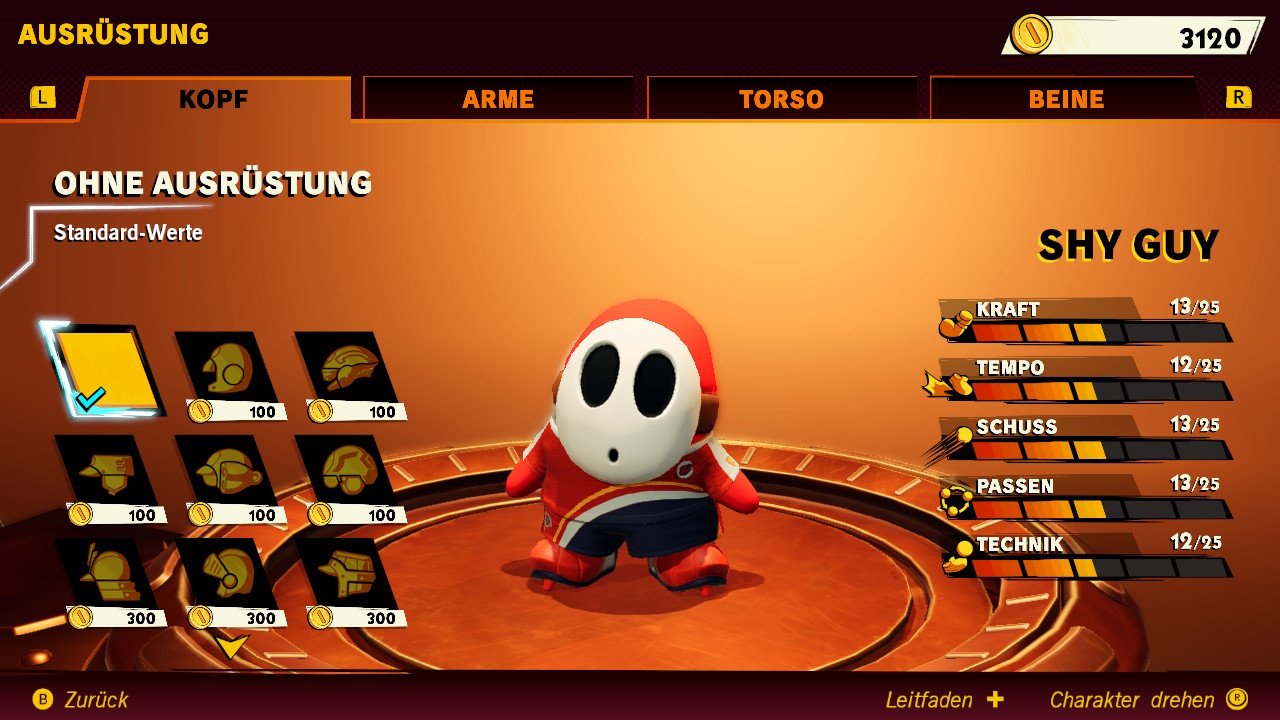 AUSRÜSTUNG
3120
L
KOPF
ARME
TORSO
BEINE
R
OHNE AUSRÜSTUNG
Standard-Werte
SHY GUY
KRAFT 13/25
TEMPO 12/25
SCHUSS 13/25
PASSEN 13/25
TECHNIK 12/25
100
100
100
100
100
300
300
300
B Zurück
Leitfaden
Charakter drehen R